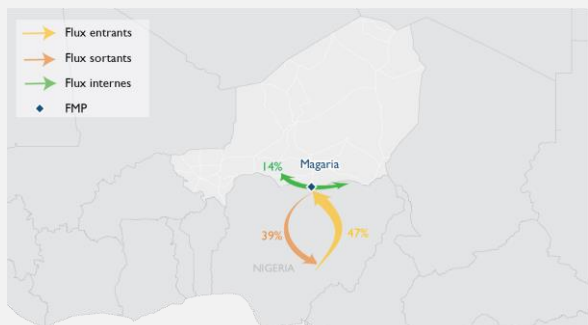 Flux entrants
Flux sortants
Flux internes
FMP
14%
Magaria
39%
47%
NIGERIA